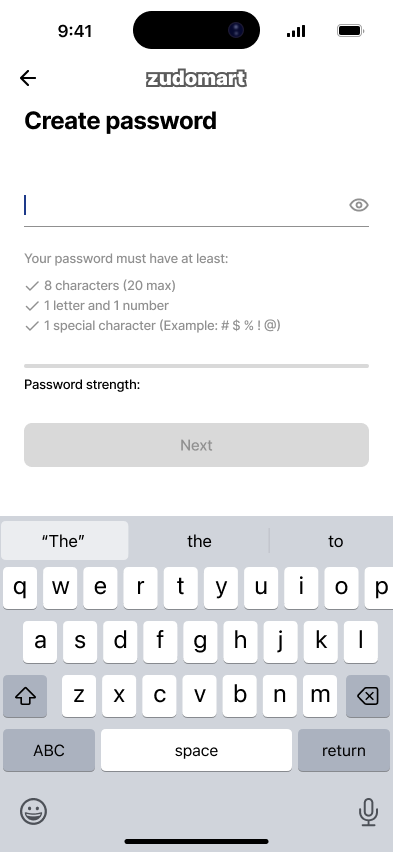 9:41
zudomart
Create password
Your password must have at least:
8 characters (20 max)
1 letter and 1 number
1 special character (Example: # $ % ! @)
Password strength:
Next
“The” the to
q w e r t y u i o p
a s d f g h j k l
z x c v b n m
ABC space return